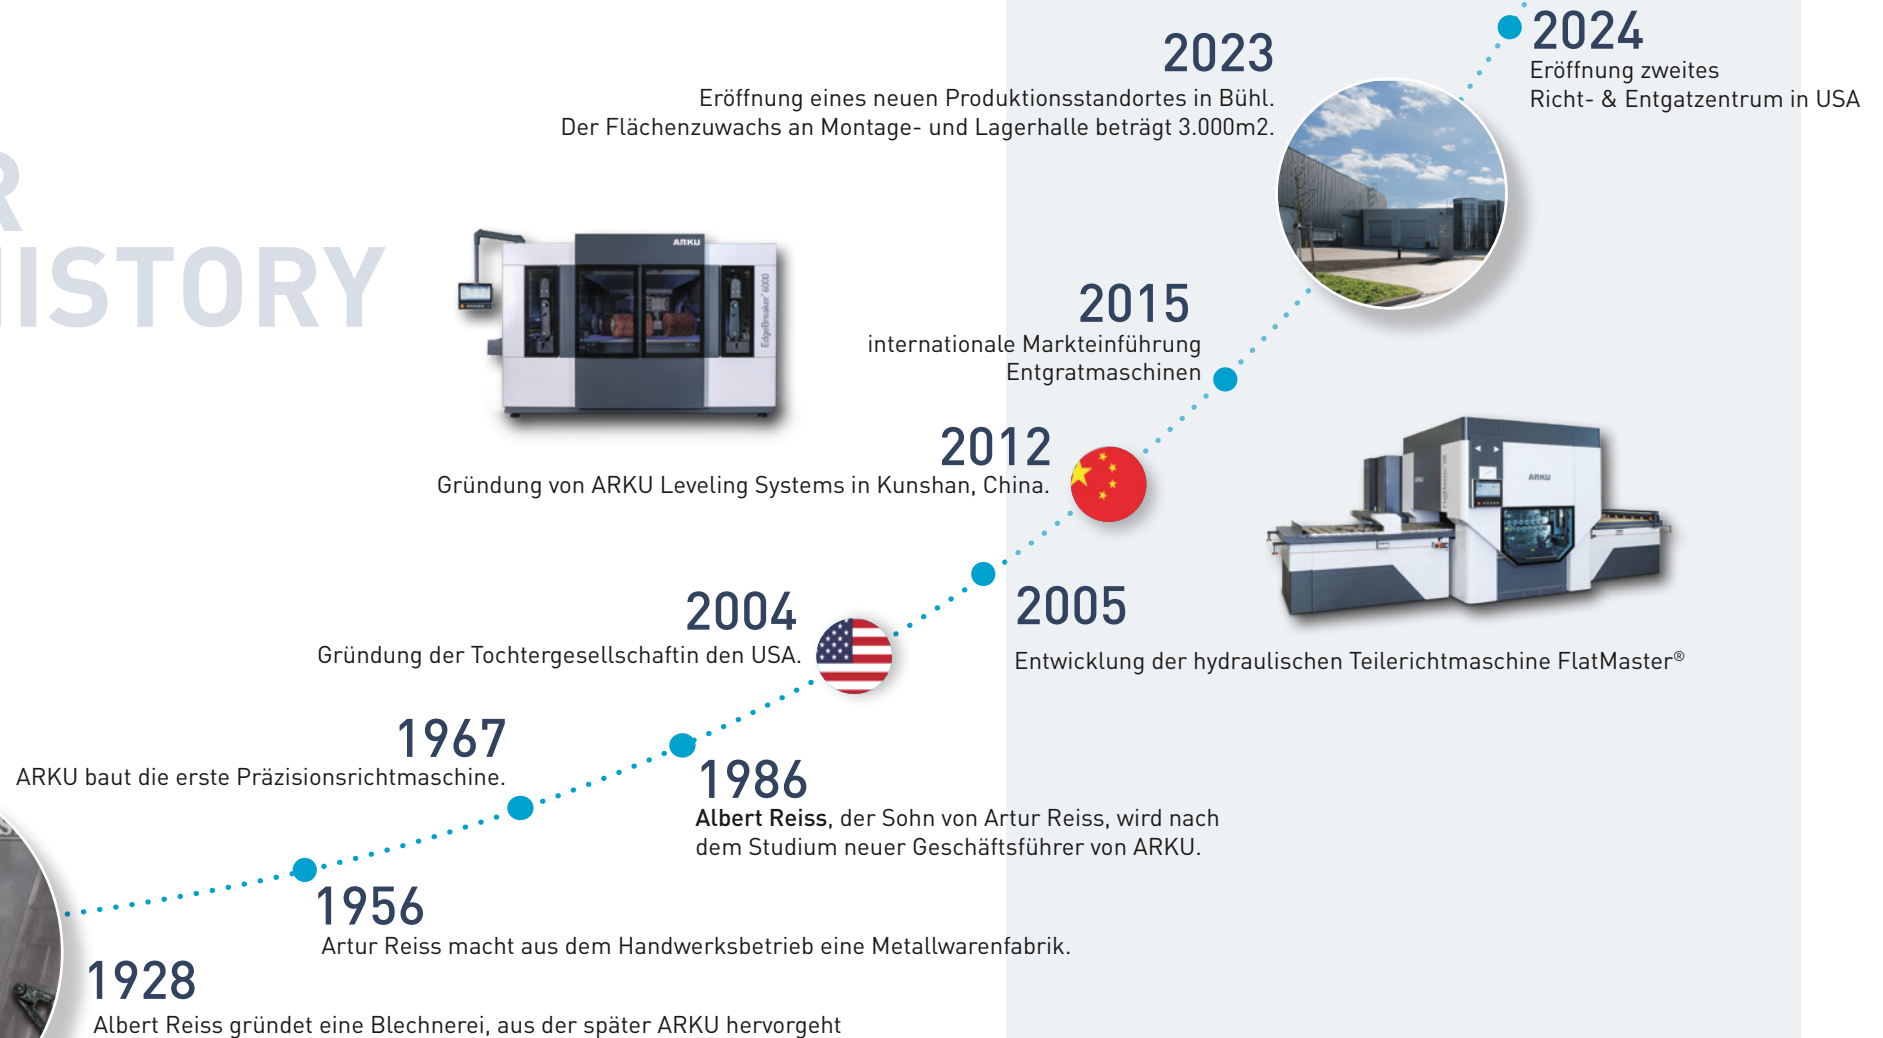 R
HISTORY
2024
Eröffnung zweites
Richt- & Entgatzentrum in USA
2023
Eröffnung eines neuen Produktionsstandortes in Bühl.
Der Flächenzuwachs an Montage- und Lagerhalle beträgt 3.000m2.
ARKU
EdgeBreaker® 6000
2015
internationale Markteinführung
Entgratmaschinen
2012
Gründung von ARKU Leveling Systems in Kunshan, China.
ARKU
2005
Entwicklung der hydraulischen Teilerichtmaschine FlatMaster®
2004
Gründung der Tochtergesellschaftin den USA.
1967
ARKU baut die erste Präzisionsrichtmaschine.
1986
Albert Reiss, der Sohn von Artur Reiss, wird nach
dem Studium neuer Geschäftsführer von ARKU.
1956
Artur Reiss macht aus dem Handwerksbetrieb eine Metallwarenfabrik.
1928
Albert Reiss gründet eine Blechnerei, aus der später ARKU hervorgeht